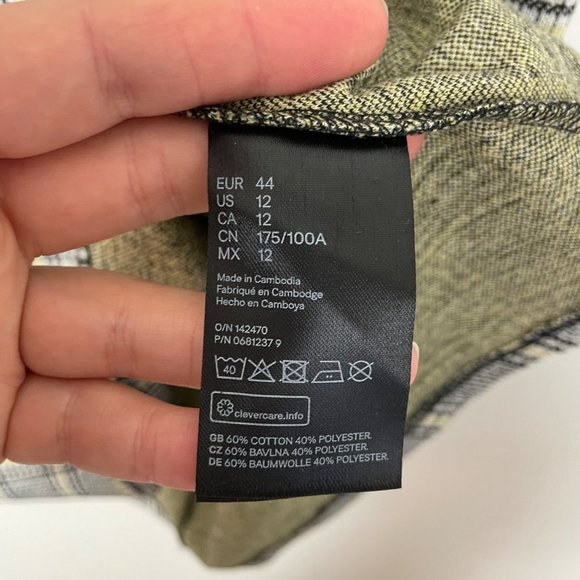 EUR 44
US 12
CA 12
CN 175/100A
MX 12
Made in Cambodia
Fabriqué en Cambodge
Hecho en Camboya
O/N 142470
P/N 0681237 9
40
clevercare.info
GB 60% COTTON 40% POLYESTER.
CZ 60% BAVLNA 40% POLYESTER.
DE 60% BAUMWOLLE 40% POLYESTER.